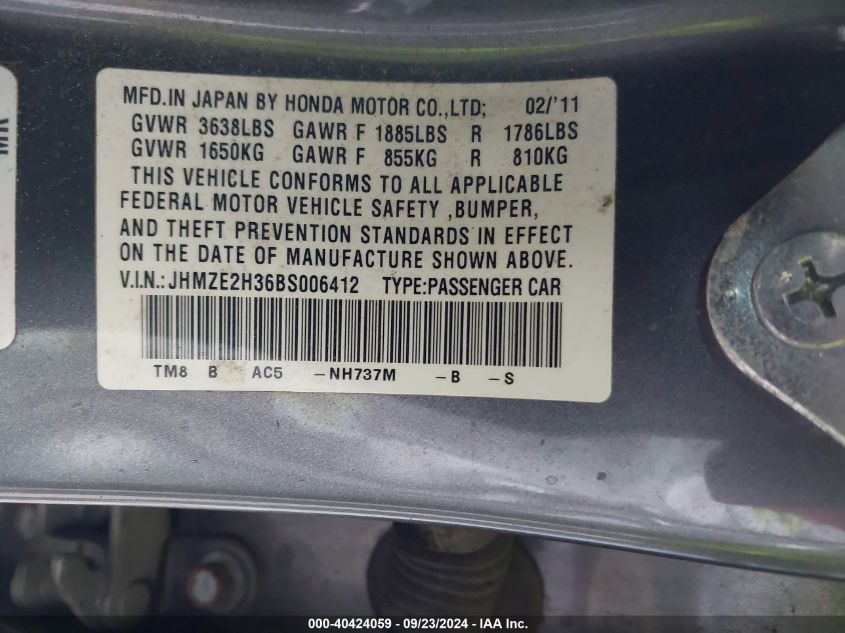 MFD.IN JAPAN BY HONDA MOTOR CO.,LTD; 02/'11
GVWR 3638LBS GAWR F 1885LBS R 1786LBS
GVWR 1650KG GAWR F 855KG R 810KG
THIS VEHICLE CONFORMS TO ALL APPLICABLE
FEDERAL MOTOR VEHICLE SAFETY ,BUMPER,
AND THEFT PREVENTION STANDARDS IN EFFECT
ON THE DATE OF MANUFACTURE SHOWN ABOVE.
V.I.N.: JHMZE2H36BS006412 TYPE:PASSENGER CAR
TM8 B AC5 -NH737M -B -S
000-40424059 - 09/23/2024 - IAA Inc.